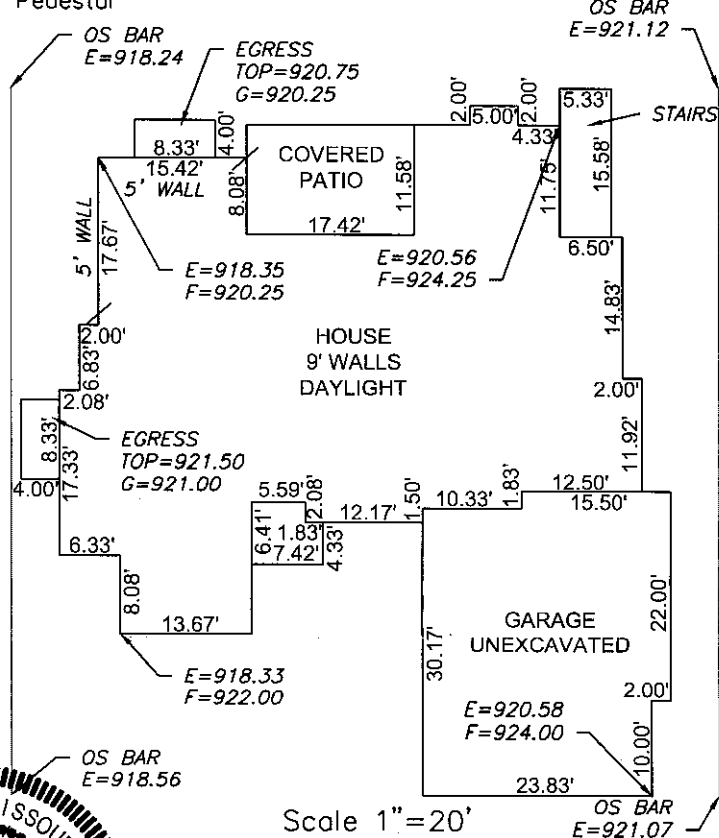 Pedestal
OS BAR
E=918.24
EGRESS
TOP=920.75
G=920.25
OS BAR
E=921.12
8.33'
15.42'
5' WALL
4.00'
COVERED
PATIO
8.08'
11.58'
17.42'
2.00'
5.00'
2.00'
4.33'
5.33'
STAIRS
15.58'
11.75'
6.50'
5' WALL
17.67'
E=918.35
F=920.25
E=920.56
F=924.25
14.83'
2.00'
6.83'
HOUSE
9' WALLS
DAYLIGHT
2.00'
2.08'
8.33'
17.33'
4.00'
EGRESS
TOP=921.50
G=921.00
11.92'
5.59'
2.08'
12.17'
1.50'
10.33'
1.83'
12.50'
15.50'
6.41'
1.83'
7.42'
4.33'
6.33'
8.08'
13.67'
30.17'
GARAGE
UNEXCAVATED
22.00'
E=918.33
F=922.00
E=920.58
F=924.00
2.00'
10.00'
OS BAR
E=918.56
23.83'
Scale 1"=20'
OS BAR
E=921.07